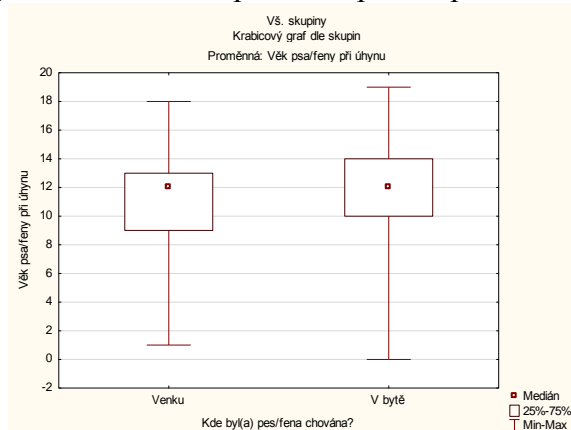 Vš. skupiny
Krabicový graf dle skupin
Proměnná: Věk psa/feny při úhynu
20
18
16
14
12
10
8
6
4
2
0
-2
Věk psa/feny při úhynu
Venku
V bytě
Kde byl(a) pes/fena chována?
Medián
25%-75%
Min-Max